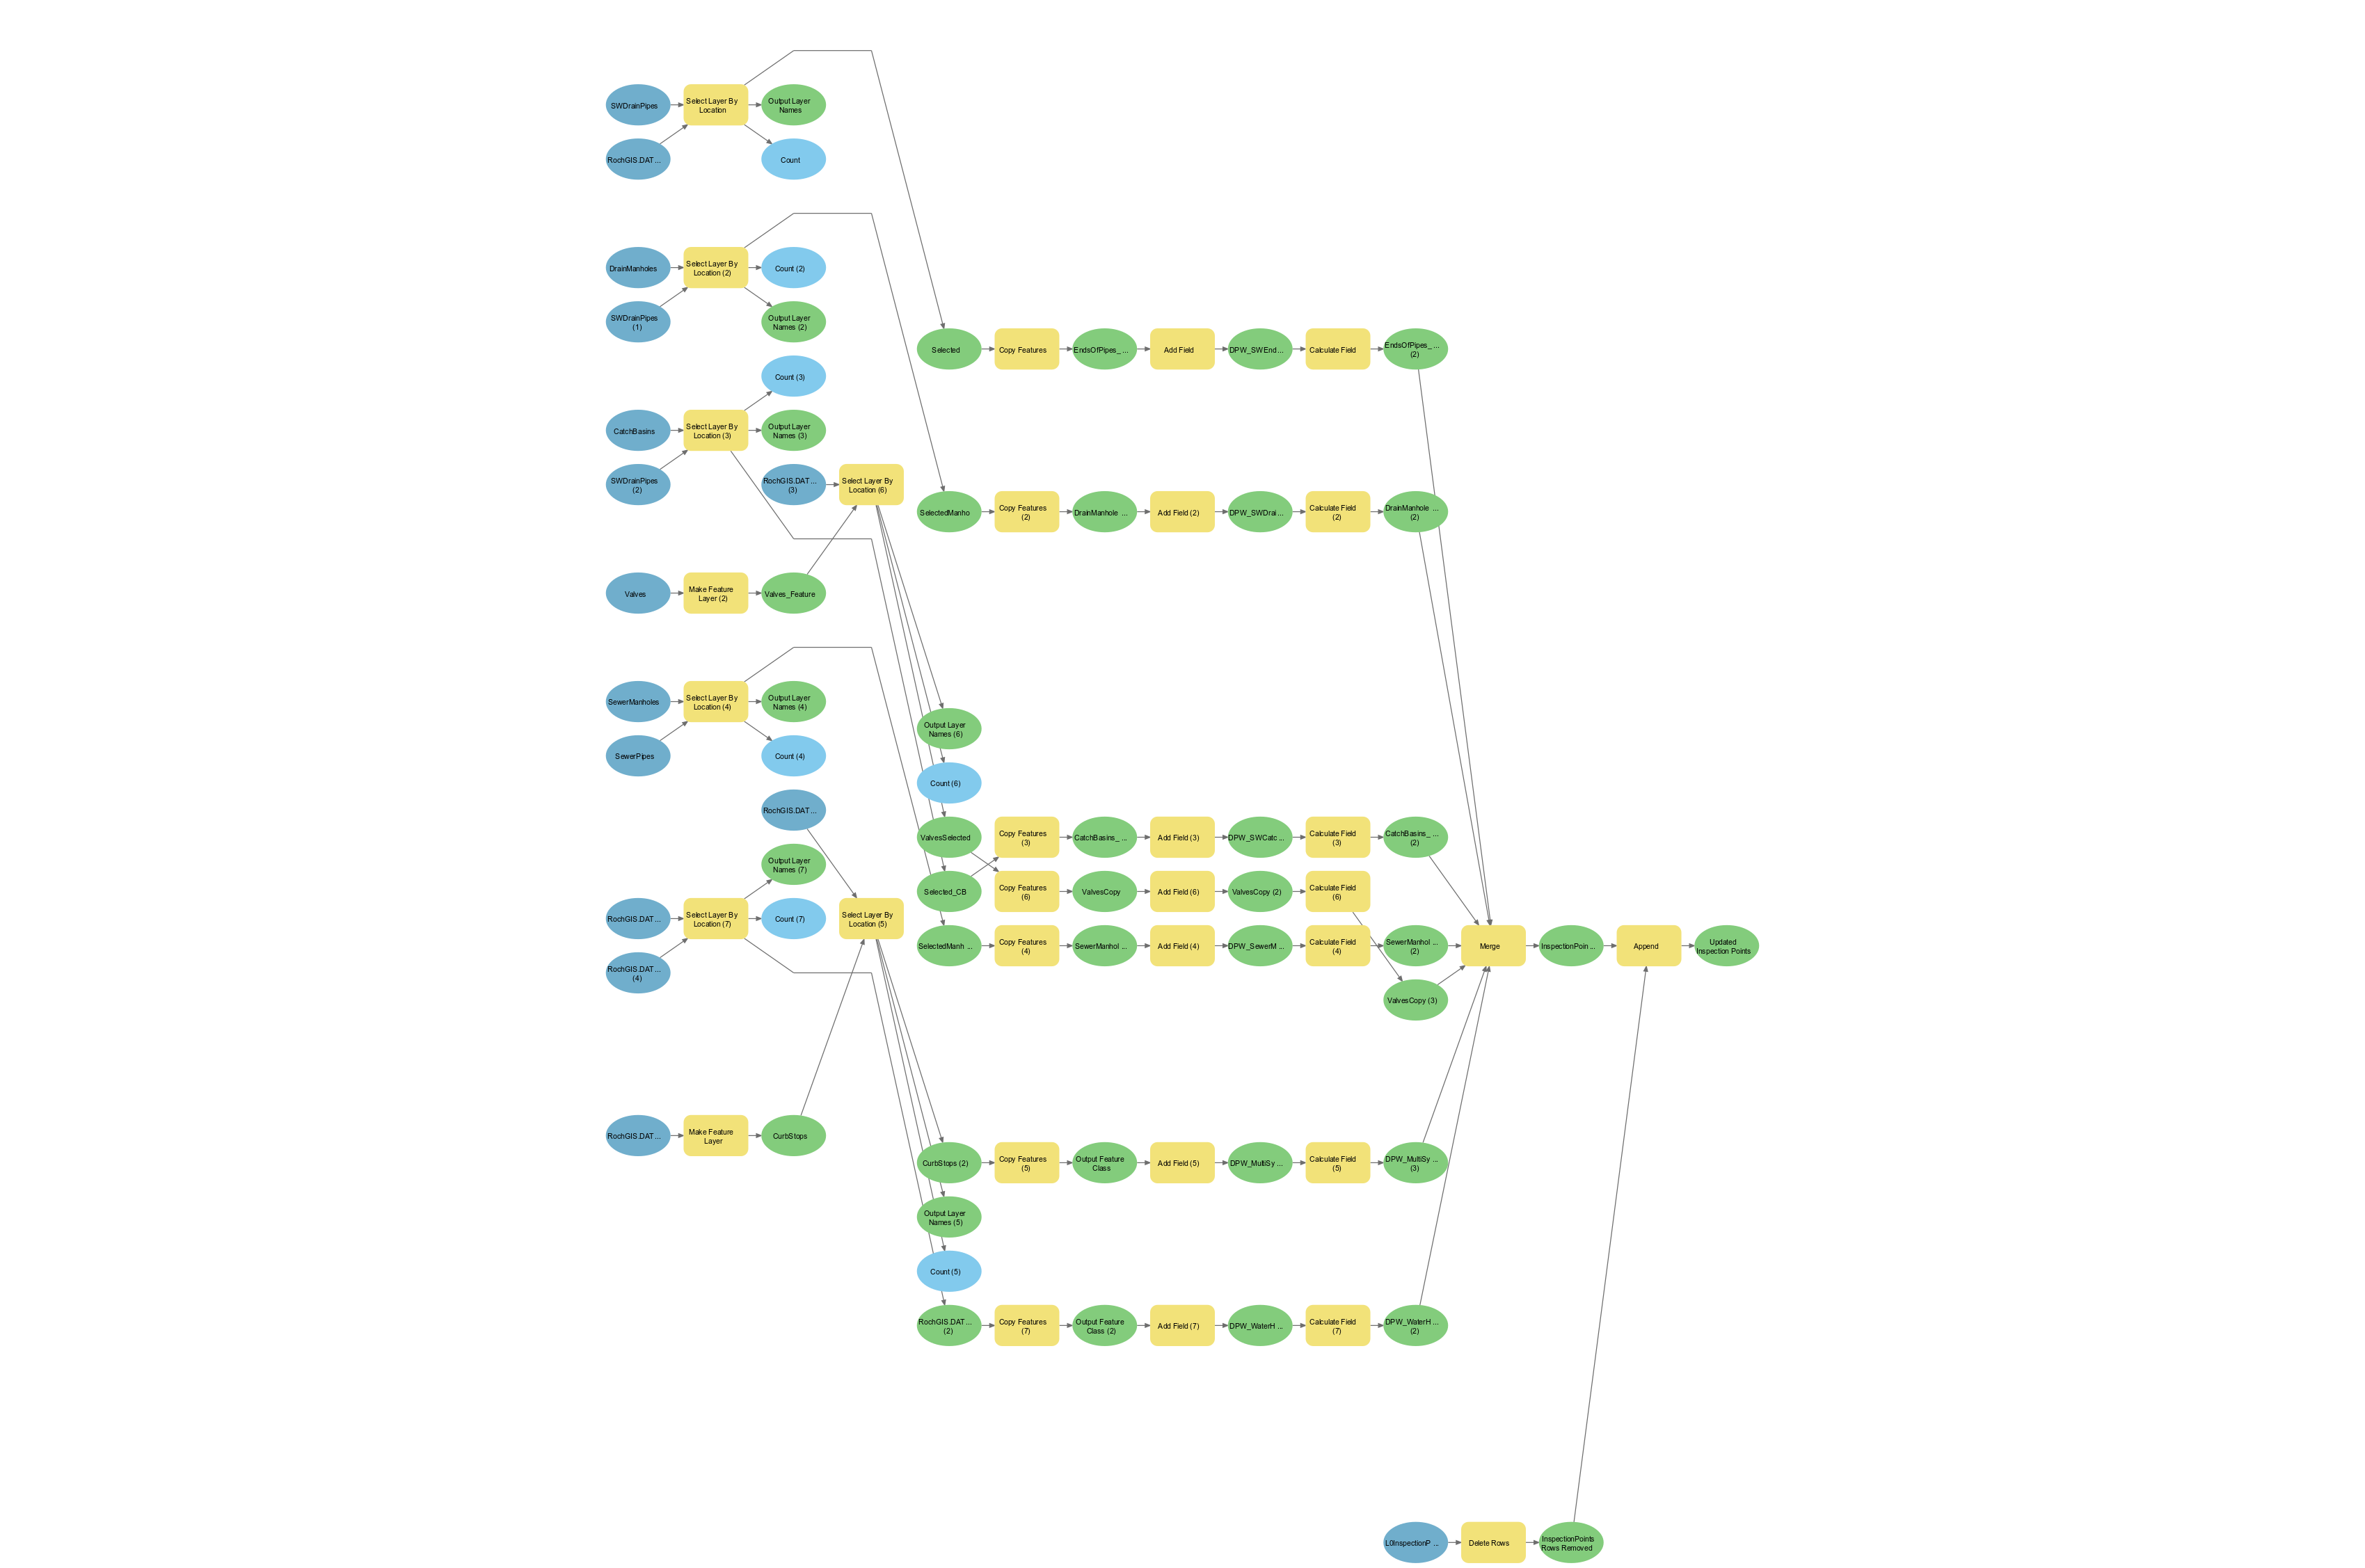 SWDrainPipes
Select Layer By
Location
Output Layer
Names
RochGIS.DAT ...
Count
DrainManholes
Select Layer By
Location (2)
Count (2)
SWDrainPipes
(1)
Output Layer
Names (2)
Selected
Copy Features
EndsOfPipes_ ...
Add Field
DPW_SWEnd ...
Calculate Field
EndsOfPipes_ ...
(2)
Count (3)
CatchBasins
Select Layer By
Location (3)
Output Layer
Names (3)
SWDrainPipes
(2)
RochGIS.DAT ...
(3)
Select Layer By
Location (6)
SelectedManho
Copy Features
(2)
DrainManhole ...
Add Field (2)
DPW_SWDrai ...
Calculate Field
(2)
DrainManhole ...
(2)
Valves
Make Feature
Layer (2)
Valves_Feature
SewerManholes
Select Layer By
Location (4)
Output Layer
Names (4)
Output Layer
Names (6)
SewerPipes
Count (4)
Count (6)
RochGIS.DAT ...
ValvesSelected
Copy Features
(3)
CatchBasins_ ...
Add Field (3)
DPW_SWCatc ...
Calculate Field
(3)
CatchBasins_ ...
(2)
Output Layer
Names (7)
Selected_CB
Copy Features
(6)
ValvesCopy
Add Field (6)
ValvesCopy (2)
Calculate Field
(6)
RochGIS.DAT ...
Select Layer By
Location (7)
Count (7)
Select Layer By
Location (5)
SelectedManh ...
Copy Features
(4)
SewerManhol ...
Add Field (4)
DPW_SewerM ...
Calculate Field
(4)
SewerManhol ...
(2)
Merge
InspectionPoin ...
Append
Updated
Inspection Points
RochGIS.DAT ...
(4)
ValvesCopy (3)
RochGIS.DAT ...
Make Feature
Layer
CurbStops
CurbStops (2)
Copy Features
(5)
Output Feature
Class
Add Field (5)
DPW_MultiSy ...
Calculate Field
(5)
DPW_MultiSy ...
(3)
Output Layer
Names (5)
Count (5)
RochGIS.DAT ...
(2)
Copy Features
(7)
Output Feature
Class (2)
Add Field (7)
DPW_WaterH ...
Calculate Field
(7)
DPW_WaterH ...
(2)
L0InspectionP ...
Delete Rows
InspectionPoints
Rows Removed